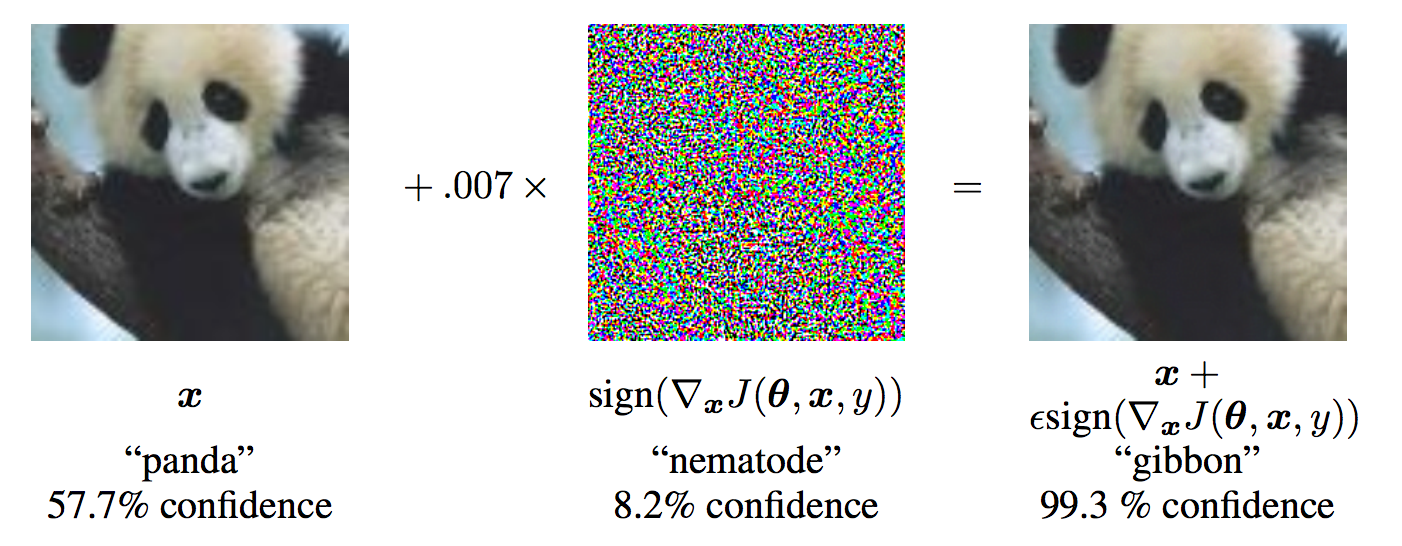 + .007 ×
=
x
“panda”
57.7% confidence
sign(∇ₓJ(θ, x, y))
“nematode”
8.2% confidence
x +
ϵsign(∇ₓJ(θ, x, y))
“gibbon”
99.3 % confidence